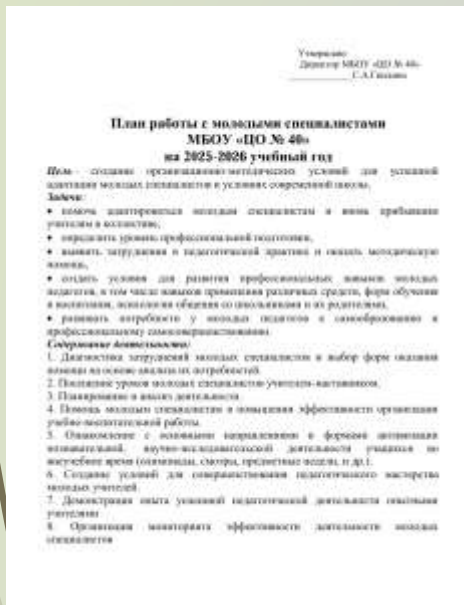 Утверждаю
Директор МБОУ «ЦО № 40»
С.А.
План работы с молодыми специалистами
МБОУ «ЦО № 40»
на 2025-2026 учебный год
Цель - создание организационно-методических условий для успешной
адаптации молодых специалистов в условиях современной школы.
Задачи:
• помочь адаптироваться молодым специалистам и вновь прибывшим
учителям в коллективе,
• определить уровень профессиональной подготовки,
• выявить затруднения в педагогической практике и оказать методическую
помощь,
• создать условия для развития профессиональных навыков молодых
педагогов, в том числе навыков применения различных средств, форм обучения
и воспитания, психологии общения со школьниками и их родителями,
• развивать потребности у молодых педагогов к самообразованию и
профессиональному самосовершенствованию.
Содержание деятельности:
1. Диагностика затруднений молодых специалистов и выбор форм оказания
помощи на основе анализа их потребностей.
2. Посещение уроков молодых специалистов учителем-наставником.
3. Планирование и анализ деятельности.
4. Помощь молодым специалистам в повышении эффективности организации
учебно-воспитательной работы.
5. Ознакомление с основными направлениями и формами активизации
познавательной, научно-исследовательской деятельности учащихся во
внеучебное время (олимпиады, смотры, предметные недели, и др.).
6. Создание условий для совершенствования педагогического мастерства
молодых учителей.
7. Демонстрация опыта успешной педагогической деятельности опытными
учителями
8. Организация мониторинга эффективности деятельности молодых
специалистов